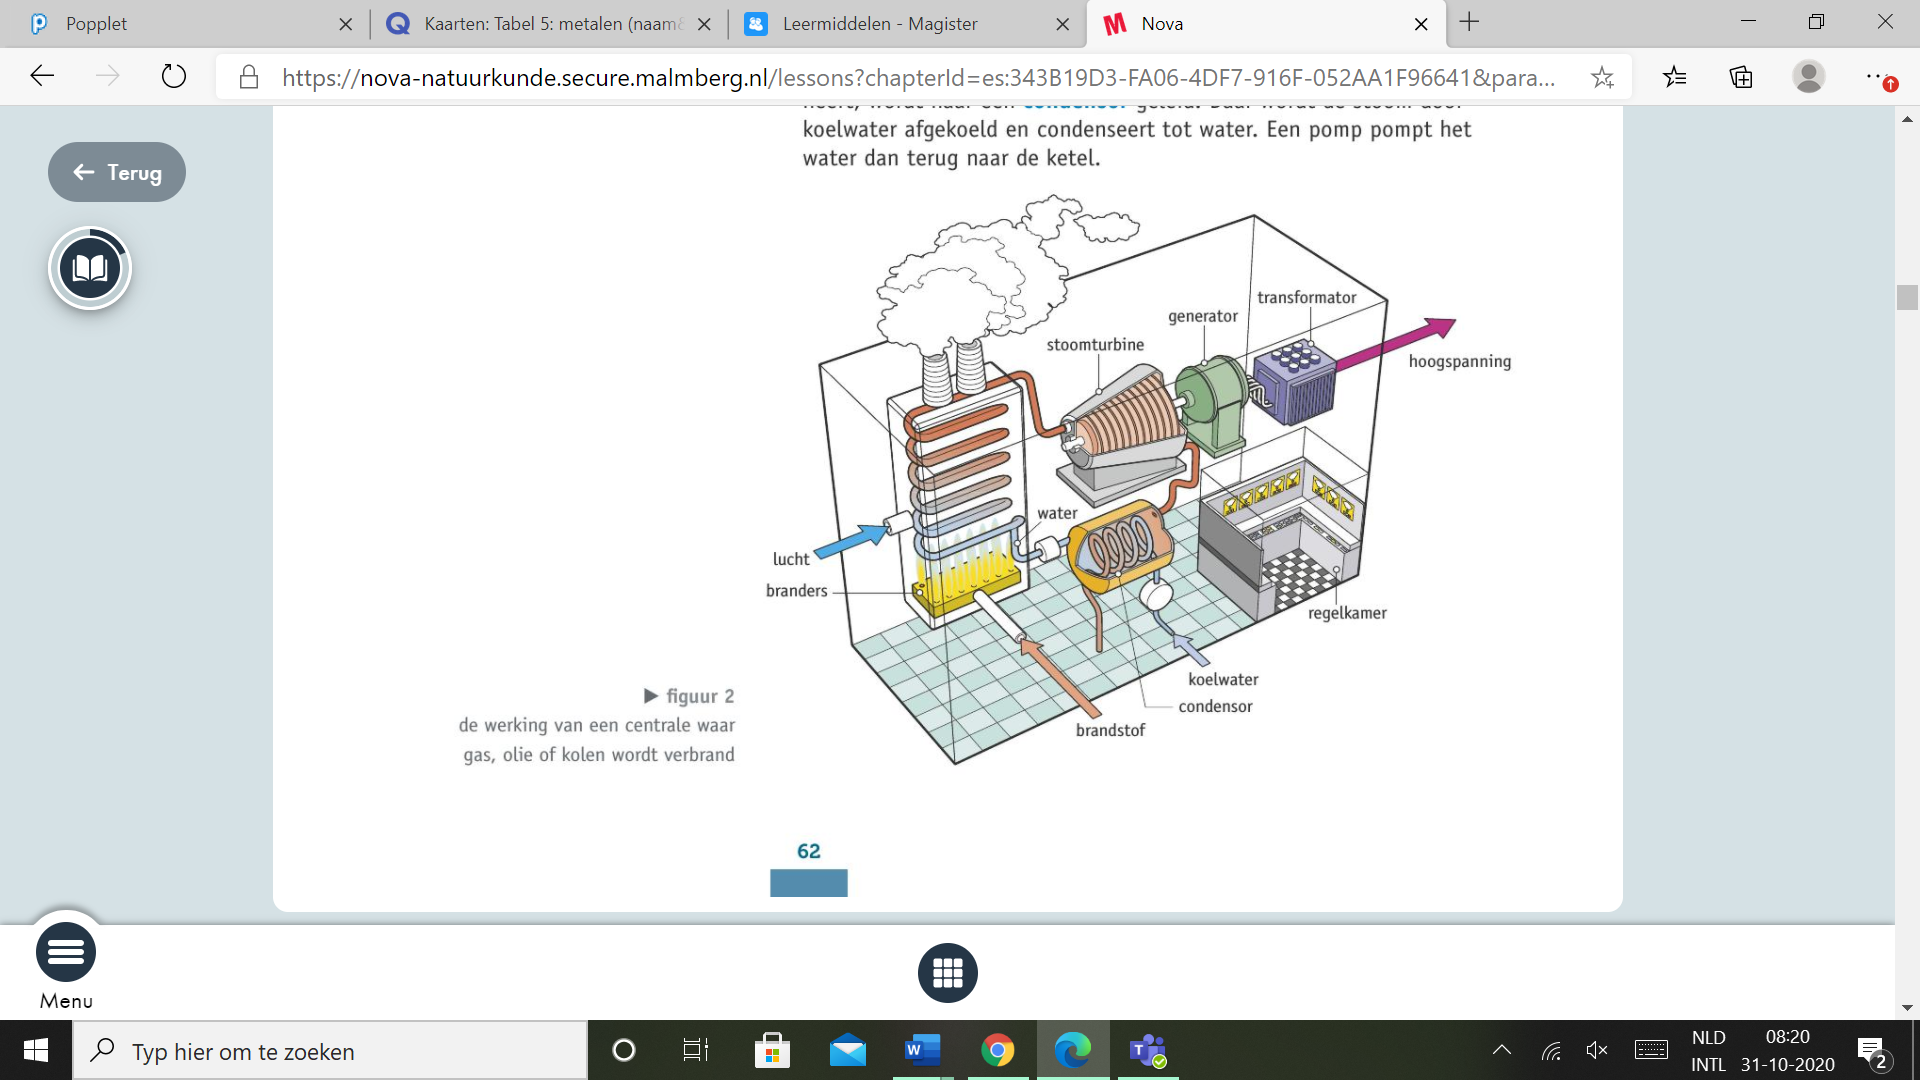 Popplet
Kaarten: Tabel 5: metalen (naam&
Leermiddelen - Magister
Nova
https://nova-natuurkunde.secure.malmberg.nl/lessons?chapterId=es:343B19D3-FA06-4DF7-916F-052AA1F96641&para...
Terug
koelwater afgekoeld en condenseert tot water. Een pomp pompt het
water dan terug naar de ketel.
transformator
generator
stoomturbine
hoogspanning
water
lucht
branders
regelkamer
koelwater
condensor
brandstof
▶ figuur 2
de werking van een centrale waar
gas, olie of kolen wordt verbrand
62
Menu
Typ hier om te zoeken
NLD
INTL
08:20
31-10-2020
2